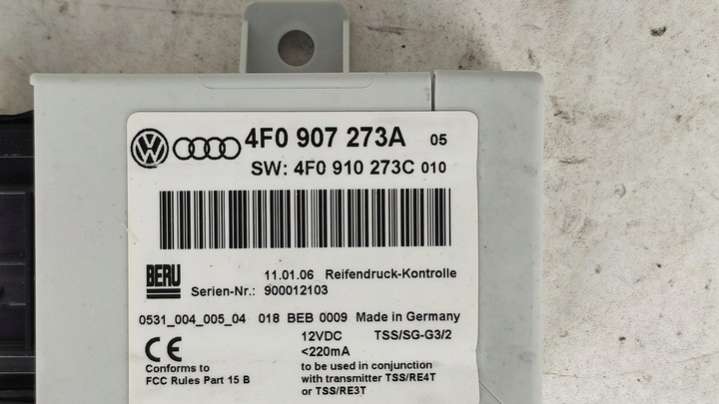 4F0 907 273A 05
SW: 4F0 910 273C 010
BERU
11.01.06 Reifendruck-Kontrolle
Serien-Nr.: 900012103
0531_004_005_04 018 BEB 0009 Made in Germany
12VDC TSS/SG-G3/2
CE <220mA
Conforms to
FCC Rules Part 15 B
to be used in conjunction
with transmitter TSS/RE4T
or TSS/RE3T